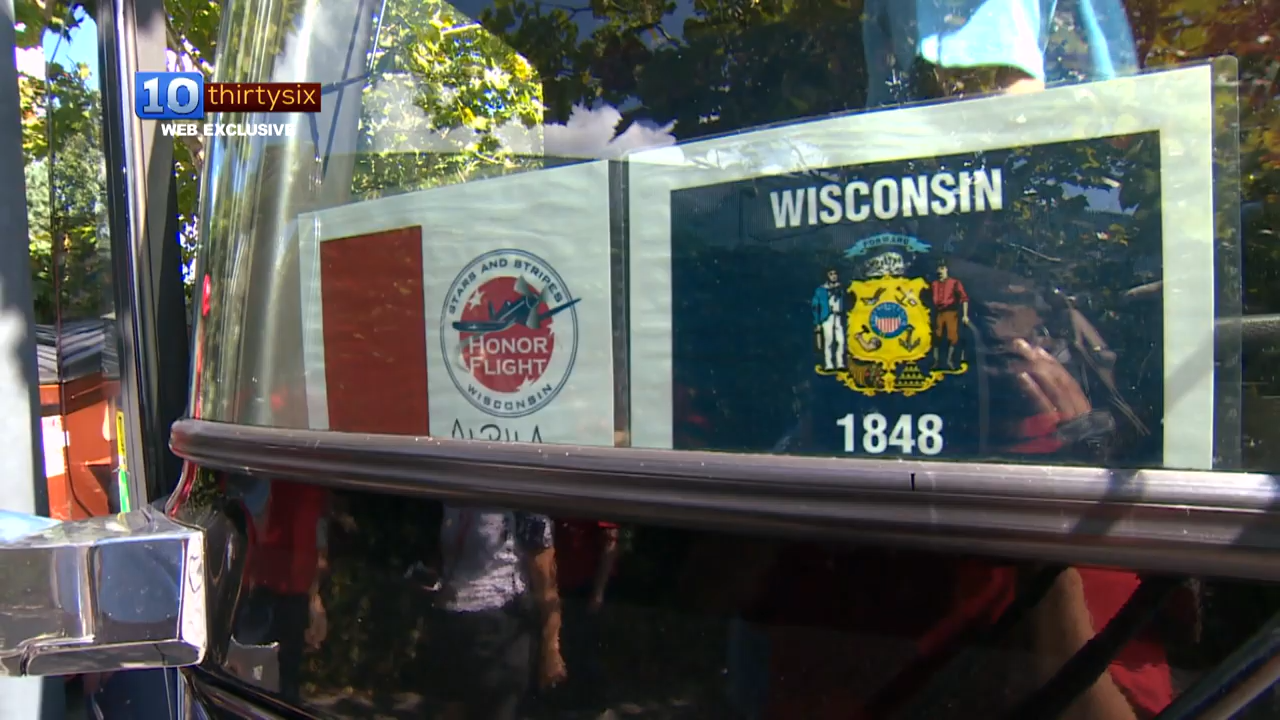 10 thirtysix
WEB EXCLUSIVE
STARS AND STRIPES
HONOR
FLIGHT
WISCONSIN
WISCONSIN
FORWARD
1848